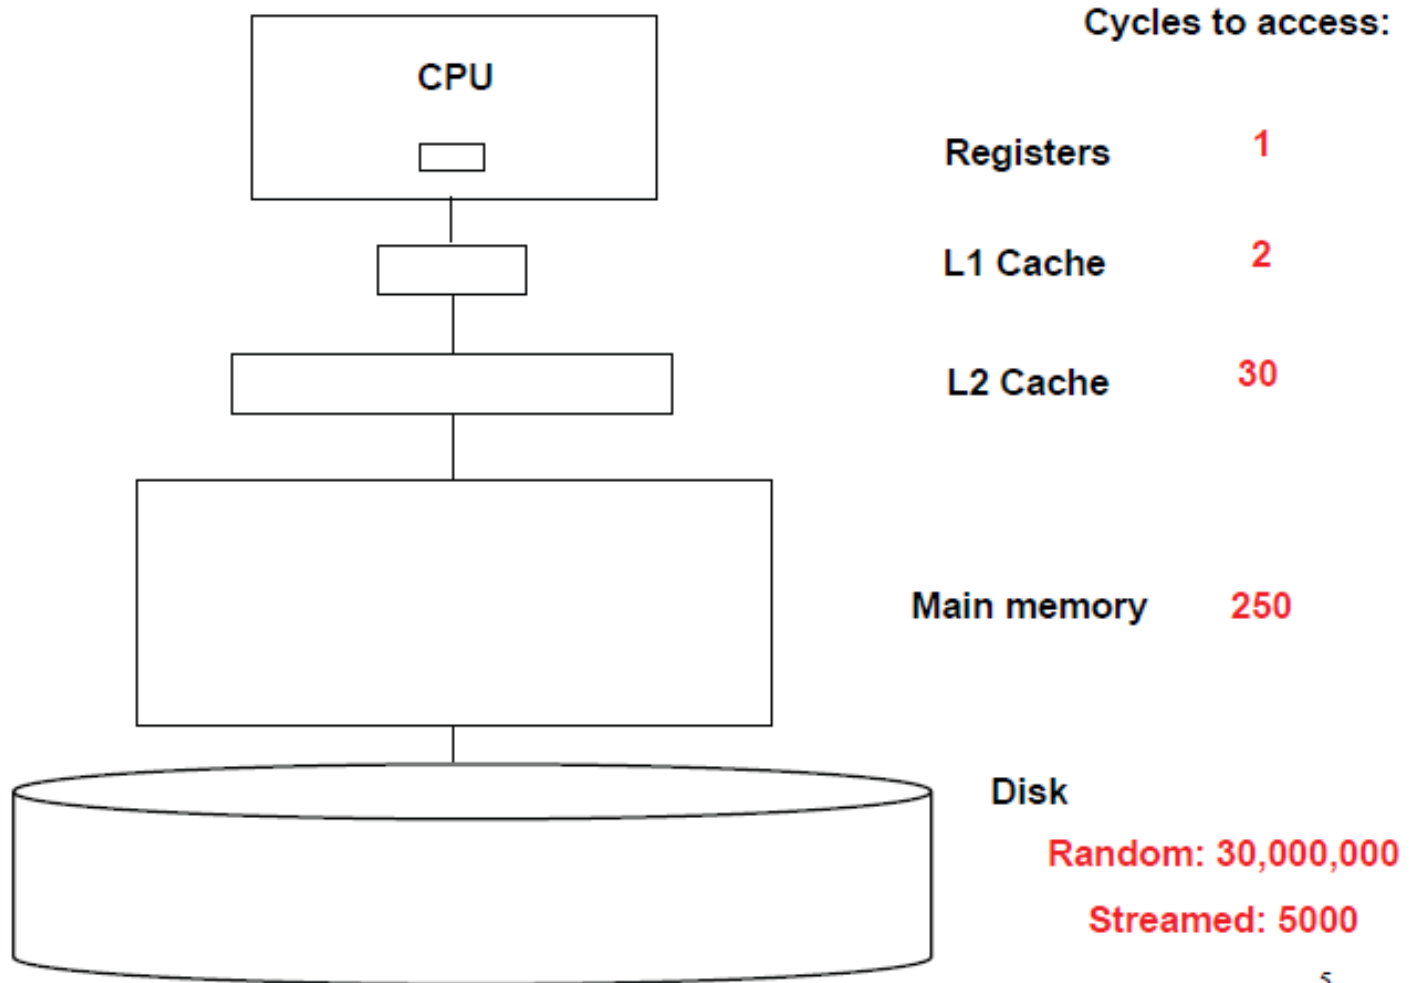 Cycles to access:
CPU
Registers 1
L1 Cache 2
L2 Cache 30
Main memory 250
Disk
Random: 30,000,000
Streamed: 5000
5